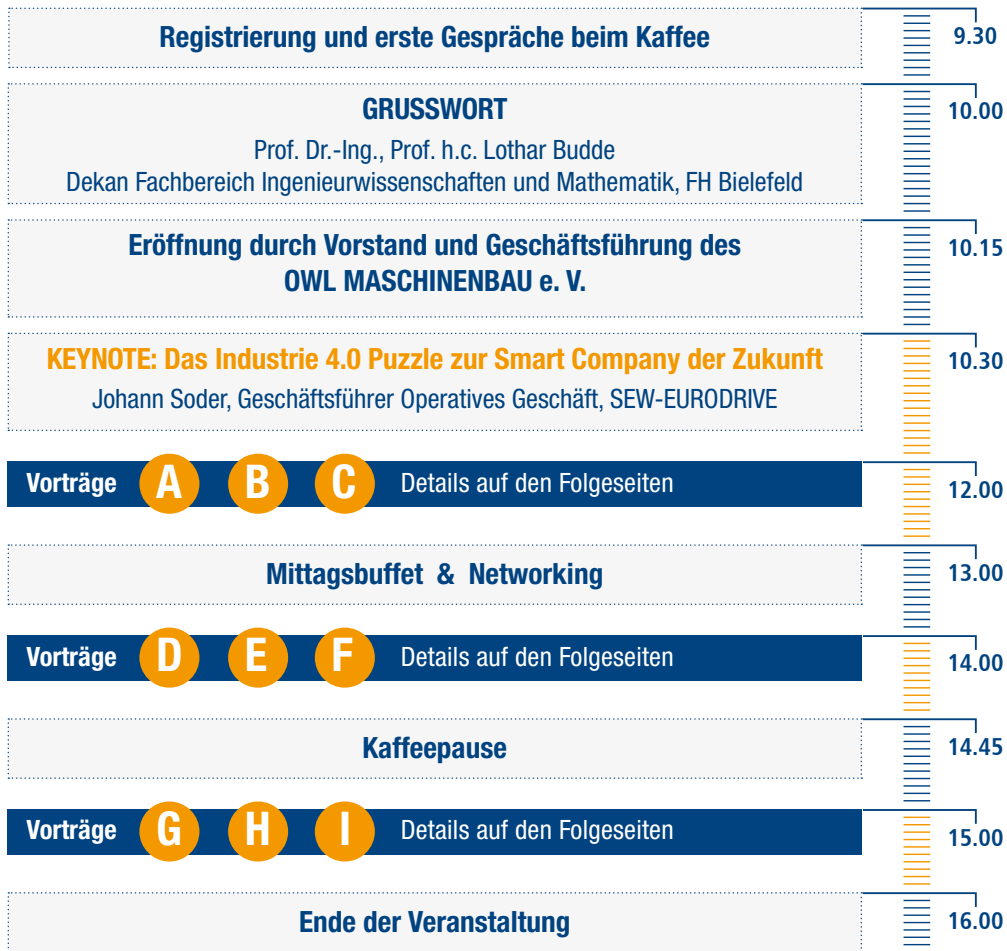 Registrierung und erste Gespräche beim Kaffee
9.30
GRUSSWORT
10.00
Prof. Dr.-Ing., Prof. h.c. Lothar Budde
Dekan Fachbereich Ingenieurwissenschaften und Mathematik, FH Bielefeld
Eröffnung durch Vorstand und Geschäftsführung des
10.15
OWL MASCHINENBAU e. V.
KEYNOTE: Das Industrie 4.0 Puzzle zur Smart Company der Zukunft
10.30
Johann Soder, Geschäftsführer Operatives Geschäft, SEW-EURODRIVE
Vorträge A B C Details auf den Folgeseiten
12.00
Mittagsbuffet & Networking
13.00
Vorträge D E F Details auf den Folgeseiten
14.00
Kaffeepause
14.45
Vorträge G H I Details auf den Folgeseiten
15.00
Ende der Veranstaltung
16.00